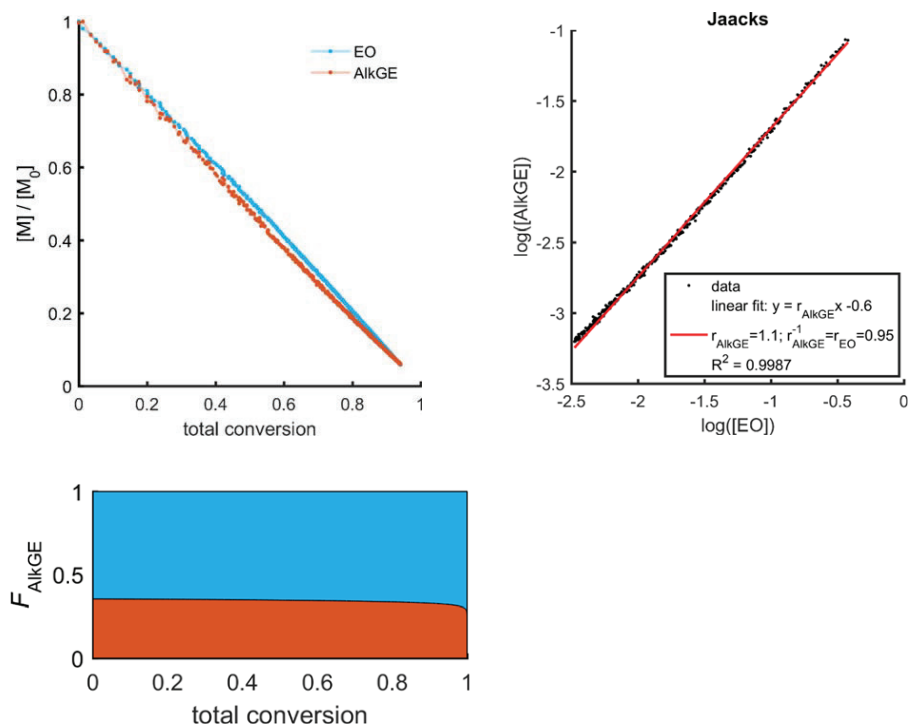 1
0.8
0.6
0.4
0.2
0
[M] / [M0]
0
0.2
0.4
0.6
0.8
1
total conversion
EO
AlkGE
Jaacks
-1
-1.5
-2
-2.5
-3
-3.5
log([AlkGE])
-2.5
-2
-1.5
-1
-0.5
0
log([EO])
data
linear fit: y = rAlkGEx -0.6
rAlkGE=1.1; r-1AlkGE=rEO=0.95
R2 = 0.9987
1
0.5
0
FAlkGE
0
0.2
0.4
0.6
0.8
1
total conversion